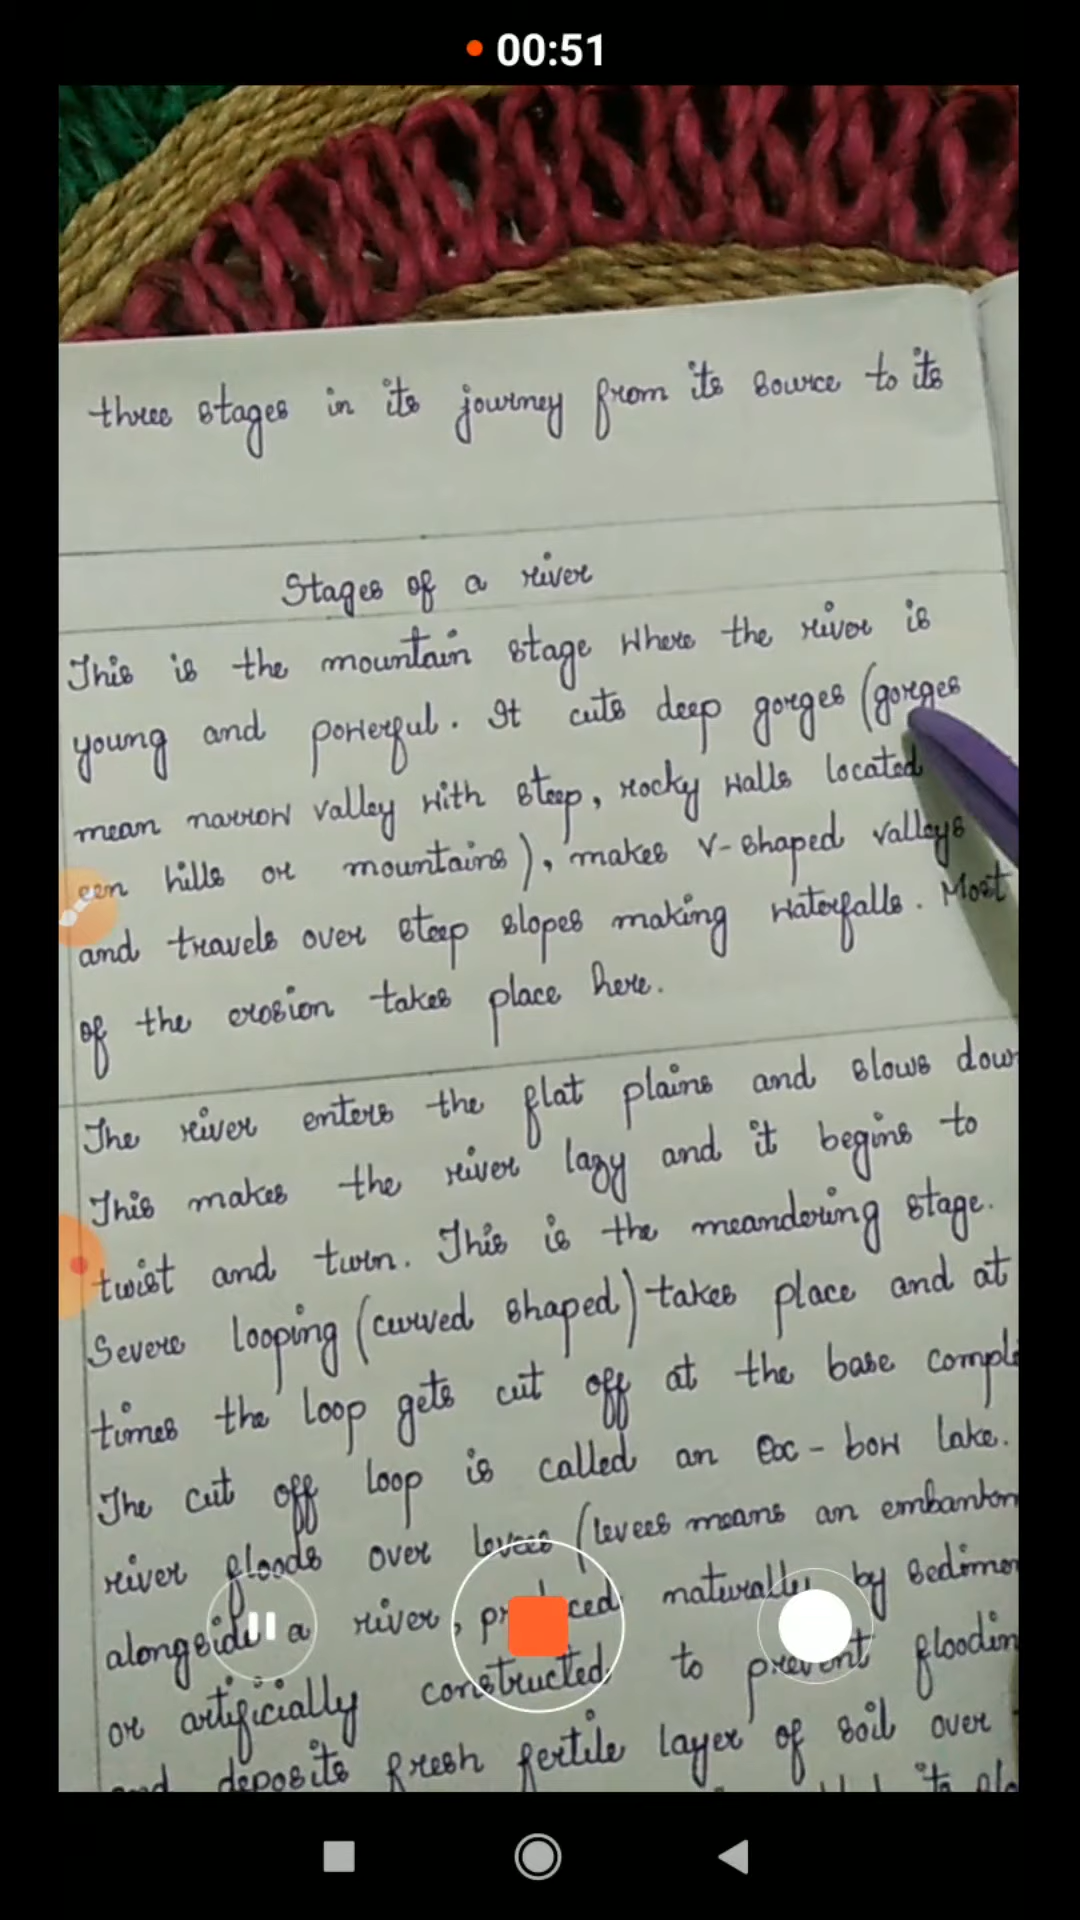 00:51
three stages in its journey from its source to its
Stages of a river
This is the mountain stage where the river is
young and powerful. It cuts deep gorges (gorges
mean narrow valley with steep, rocky walls located
een hills or mountains), makes V-shaped valleys
and travels over steep slopes making waterfalls. Most
of the erosion takes place here.
The river enters the flat plains and slows down
This makes the river lazy and it begins to
twist and turn. This is the meandering stage.
Severe looping (curved shaped) takes place and at
times the loop gets cut off at the base
The cut off loop is called an Oxc-bow lake.
river floods over levees (levees means an
alongside a river, produced naturally by
or artificially constructed to prevent
and deposits fresh fertile layer of soil over